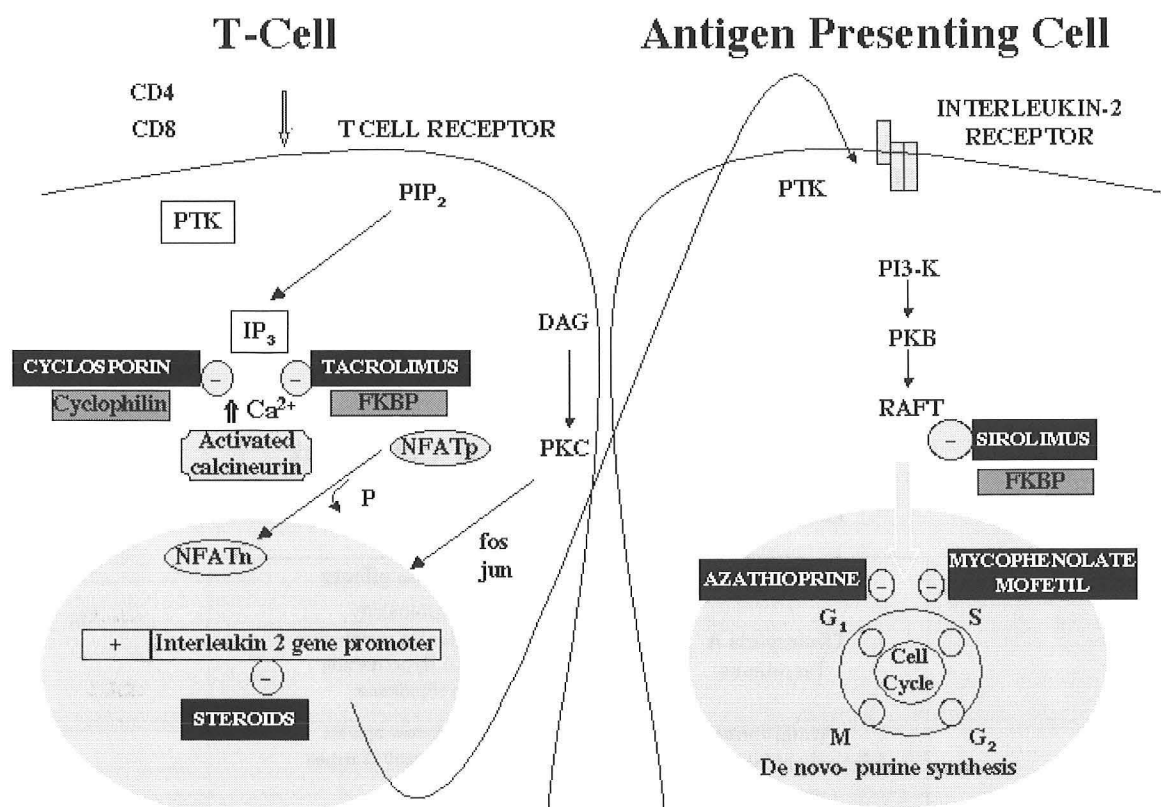 T-Cell
Antigen Presenting Cell
CD4
CD8
T CELL RECEPTOR
INTERLEUKIN-2
RECEPTOR
PIP2
PTK
PTK
IP3
DAG
PI3-K
PKB
CYCLOSPORIN
-
-
TACROLIMUS
Cyclophilin
Ca2+
FKBP
RAFT
Activated
calcineurin
NFATp
PKC
-
SIROLIMUS
FKBP
P
NFATn
fos
jun
AZATHIOPRINE
-
-
MYCOPHENOLATE
MOFETIL
G1
S
+
Interleukin 2 gene promoter
Cell
Cycle
-
STEROIDS
M
G2
De novo- purine synthesis